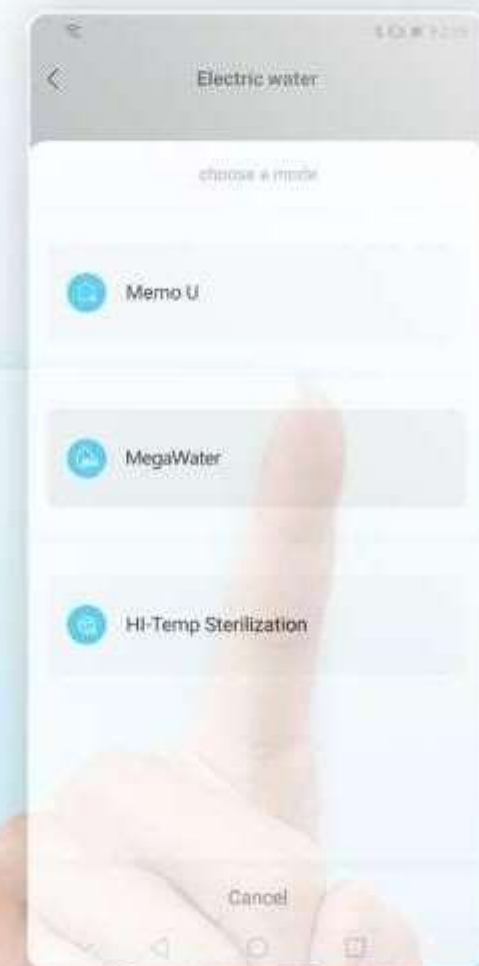 Electric water
choose a mode
Memo U
MegaWater
HI-Temp Sterilization
Cancel